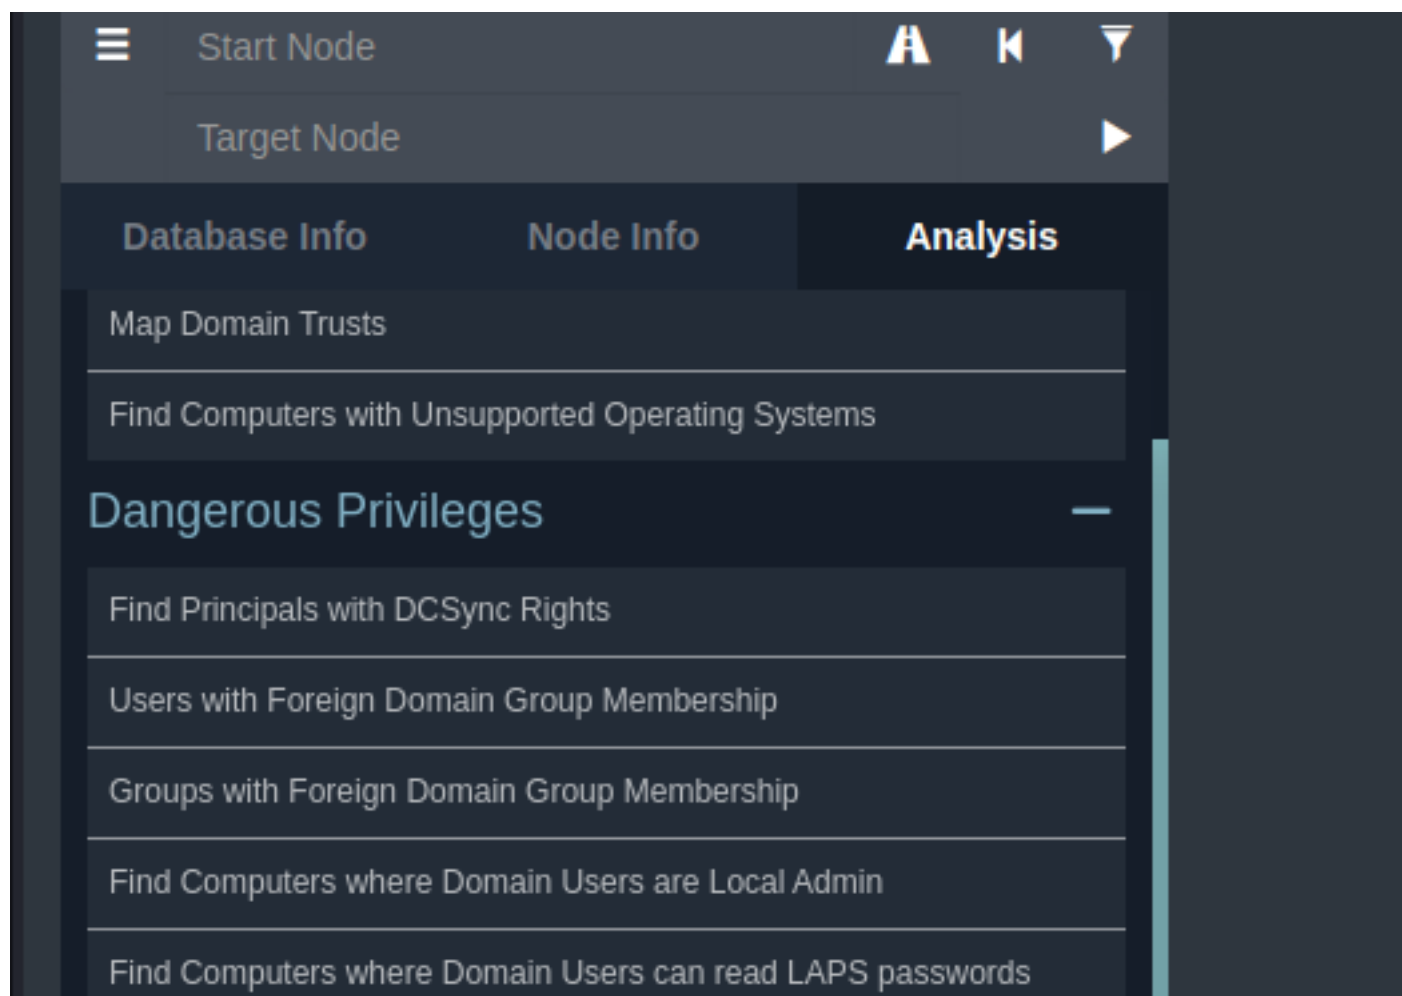 Start Node
Target Node
Database Info
Node Info
Analysis
Map Domain Trusts
Find Computers with Unsupported Operating Systems
Dangerous Privileges
Find Principals with DCSync Rights
Users with Foreign Domain Group Membership
Groups with Foreign Domain Group Membership
Find Computers where Domain Users are Local Admin
Find Computers where Domain Users can read LAPS passwords